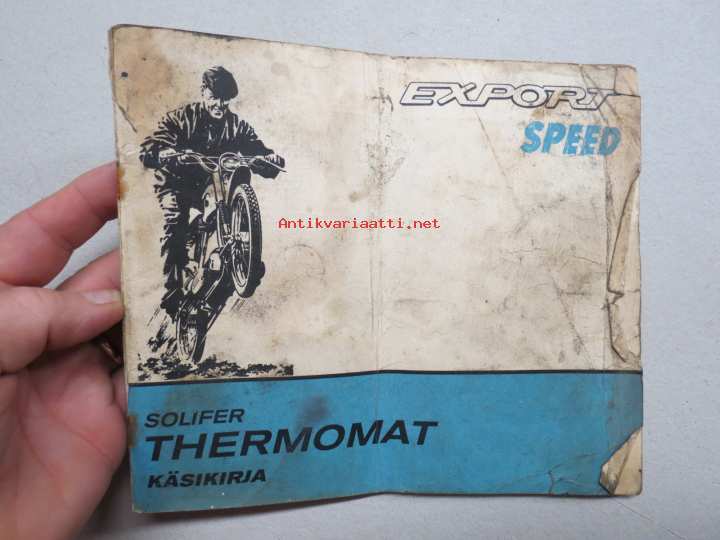 EXPORT
SPEED
Antikvariaatti.net
SOLIFER
THERMOMAT
KÄSIKIRJA